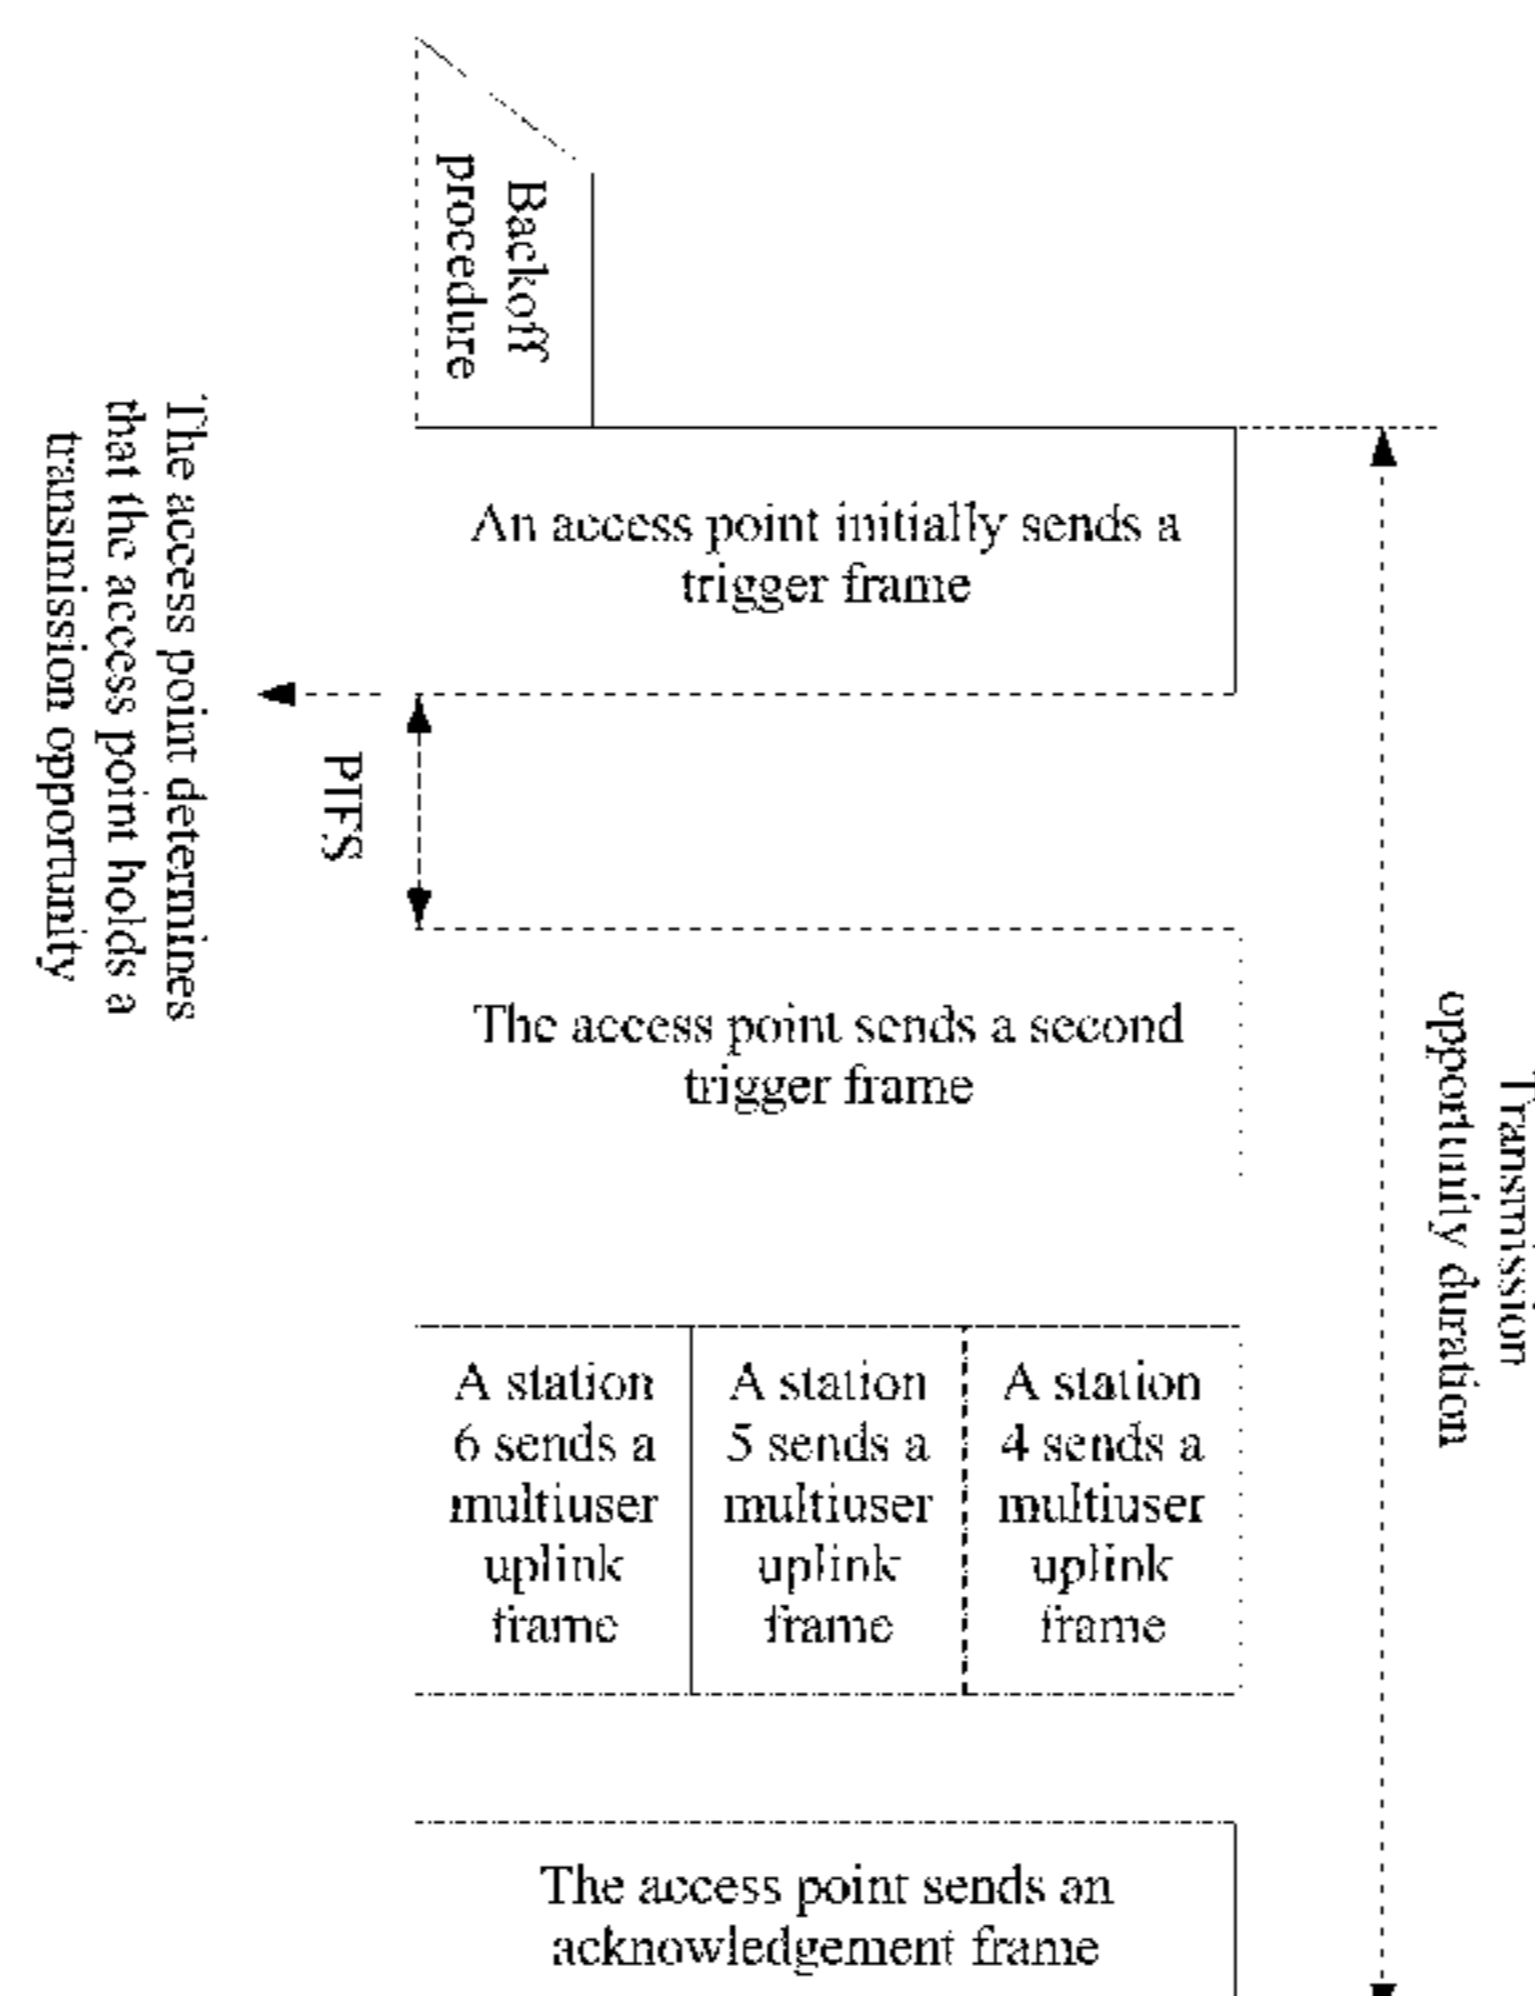 Backoff
procedure
An access point initially sends a
trigger frame
The access point determines
that the access point holds a
transmission opportunity
PIFS
The access point sends a second
trigger frame
Transmission
opportunity duration
A station
6 sends a
multiuser
uplink
frame
A station
5 sends a
multiuser
uplink
frame
A station
4 sends a
multiuser
uplink
frame
The access point sends an
acknowledgement frame